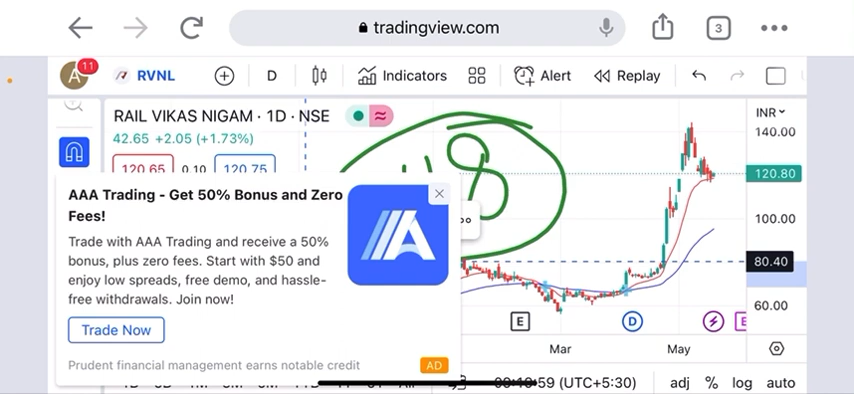 tradingview.com
3
A 11 RVNL D Indicators Alert Replay
RAIL VIKAS NIGAM · 1D · NSE
INR
42.65 +2.05 (+1.73%)
140.00
120.65 0.10 120.75
120.80
8
100.00
80.40
60.00
AAA Trading - Get 50% Bonus and Zero
Fees!
Trade with AAA Trading and receive a 50%
bonus, plus zero fees. Start with $50 and
enjoy low spreads, free demo, and hassle-
free withdrawals. Join now!
Trade Now
Prudent financial management earns notable credit AD
E D E
Mar May
(UTC+5:30) adj % log auto